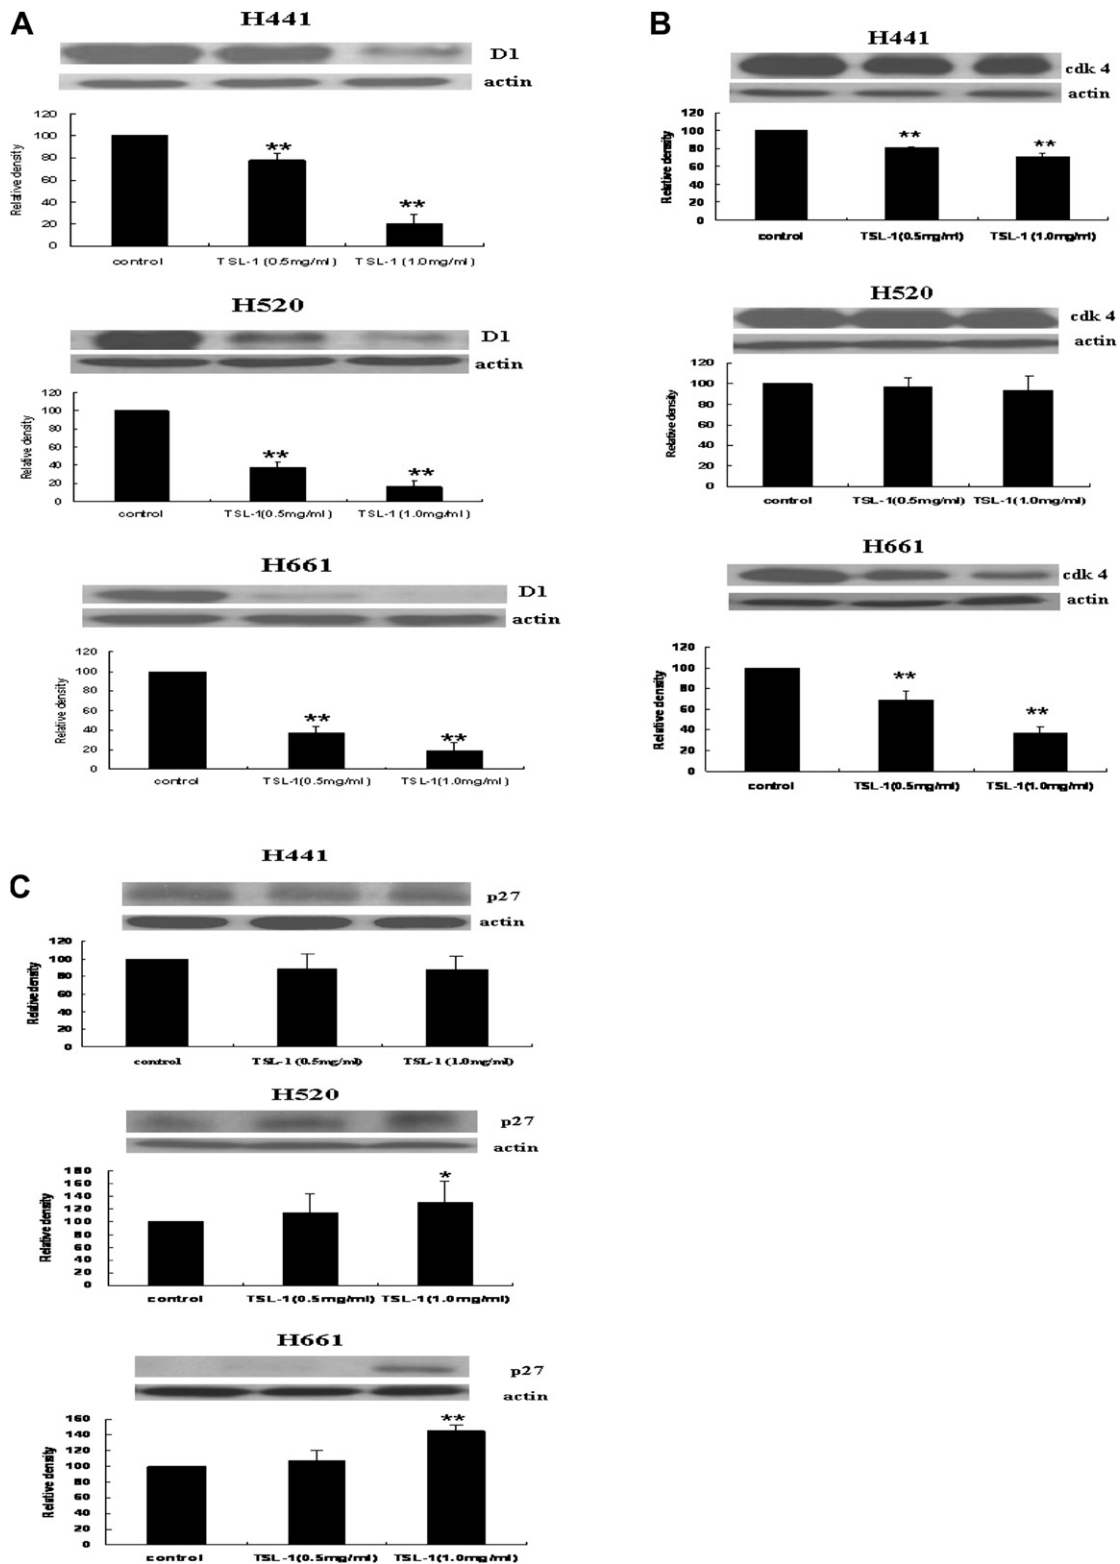 A
H441
D1
actin
120
100
80
60
40
20
0
Relative density
**
**
control
TSL-1 (0.5mg/ml)
TSL-1 (1.0mg/ml)
H520
D1
actin
120
100
80
60
40
20
0
Relative density
**
**
control
TSL-1(0.5mg/ml)
TSL-1 (1.0mg/ml)
H661
D1
actin
120
100
80
60
40
20
0
Relative density
**
**
control
TSL-1(0.5mg/ml)
TSL-1(1.0mg/ml)
B
H441
cdk 4
actin
120
100
80
60
40
20
0
Relative density
**
**
control
TSL-1(0.5mg/ml)
TSL-1 (1.0mg/ml)
H520
cdk 4
actin
120
100
80
60
40
20
0
Relative density
control
TSL-1(0.5mg/ml)
TSL-1(1.0mg/ml)
H661
cdk 4
actin
120
100
80
60
40
20
0
Relative density
**
**
control
TSL-1(0.5mg/ml)
TSL-1(1.0mg/ml)
C
H441
p27
actin
120
100
80
60
40
20
0
Relative density
control
TSL-1 (0.5mg/ml)
TSL-1 (1.0mg/ml)
H520
p27
actin
180
160
140
120
100
80
60
40
20
0
Relative density
*
control
TSL-1(0.5mg/ml)
TSL-1(1.0mg/ml)
H661
p27
actin
160
140
120
100
80
60
40
20
0
Relative density
**
control
TSL-1(0.5mg/ml)
TSL-1(1.0mg/ml)